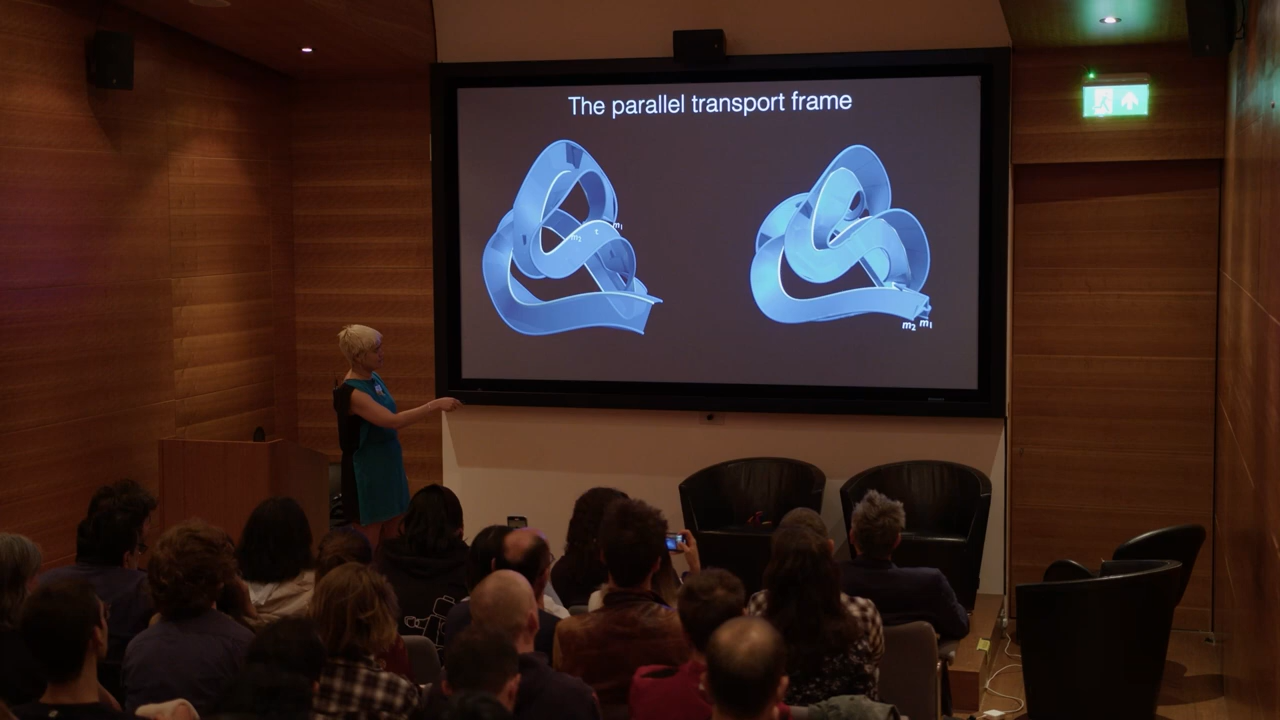 The parallel transport frame
m₁
m₂ t
m₂ m₁